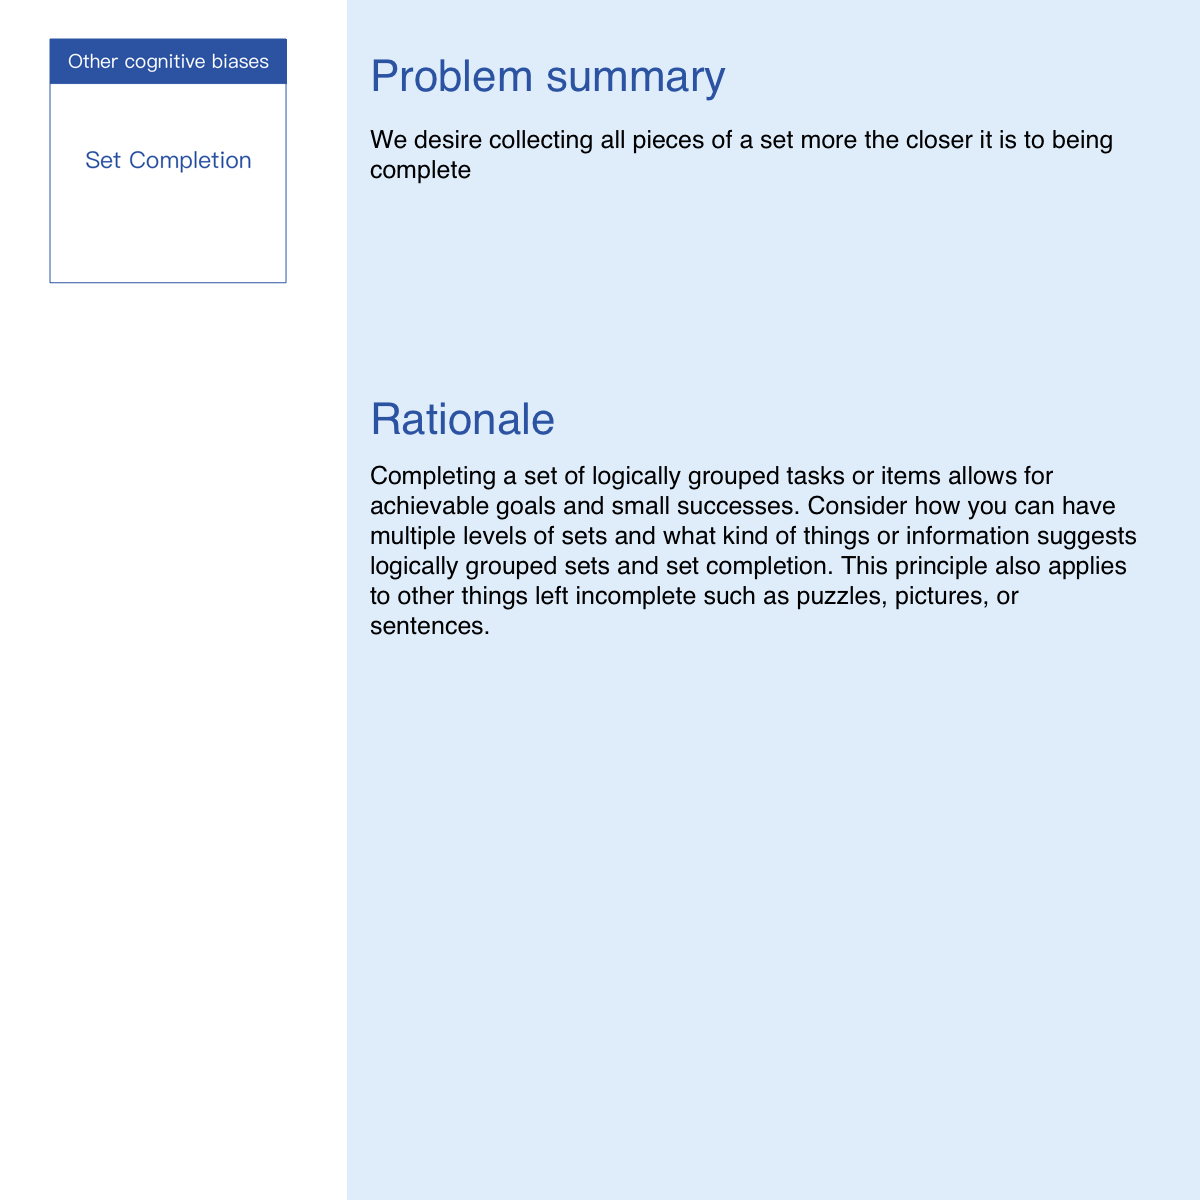 Other cognitive biases
Set Completion
Problem summary
We desire collecting all pieces of a set more the closer it is to being
complete
Rationale
Completing a set of logically grouped tasks or items allows for
achievable goals and small successes. Consider how you can have
multiple levels of sets and what kind of things or information suggests
logically grouped sets and set completion. This principle also applies
to other things left incomplete such as puzzles, pictures, or
sentences.